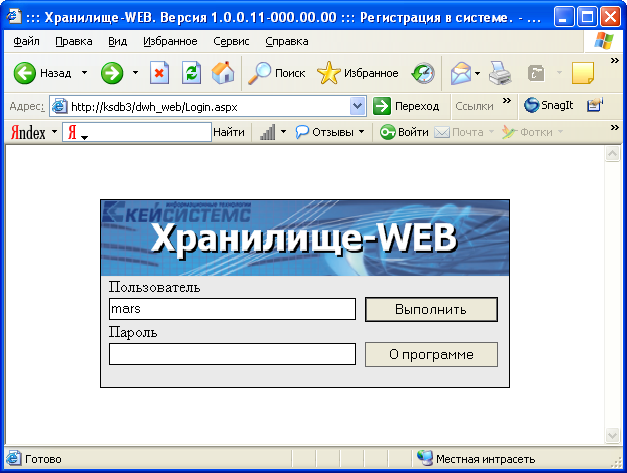 ::: Хранилище-WEB. Версия 1.0.0.11-000.00.00 ::: Регистрация в системе. - ...
Файл Правка Вид Избранное Сервис Справка
Назад Поиск Избранное
Адрес: http://ksdb3/dwh_web/Login.aspx Переход Ссылки » SnagIt
Яndex Я Найти Отзывы Войти Почта Фотки »
ИНФОРМАЦИОННЫЕ ТЕХНОЛОГИИ
КЕЙСИСТЕМС
Хранилище-WEB
Пользователь
mars Выполнить
Пароль
О программе
Готово Местная интрасеть